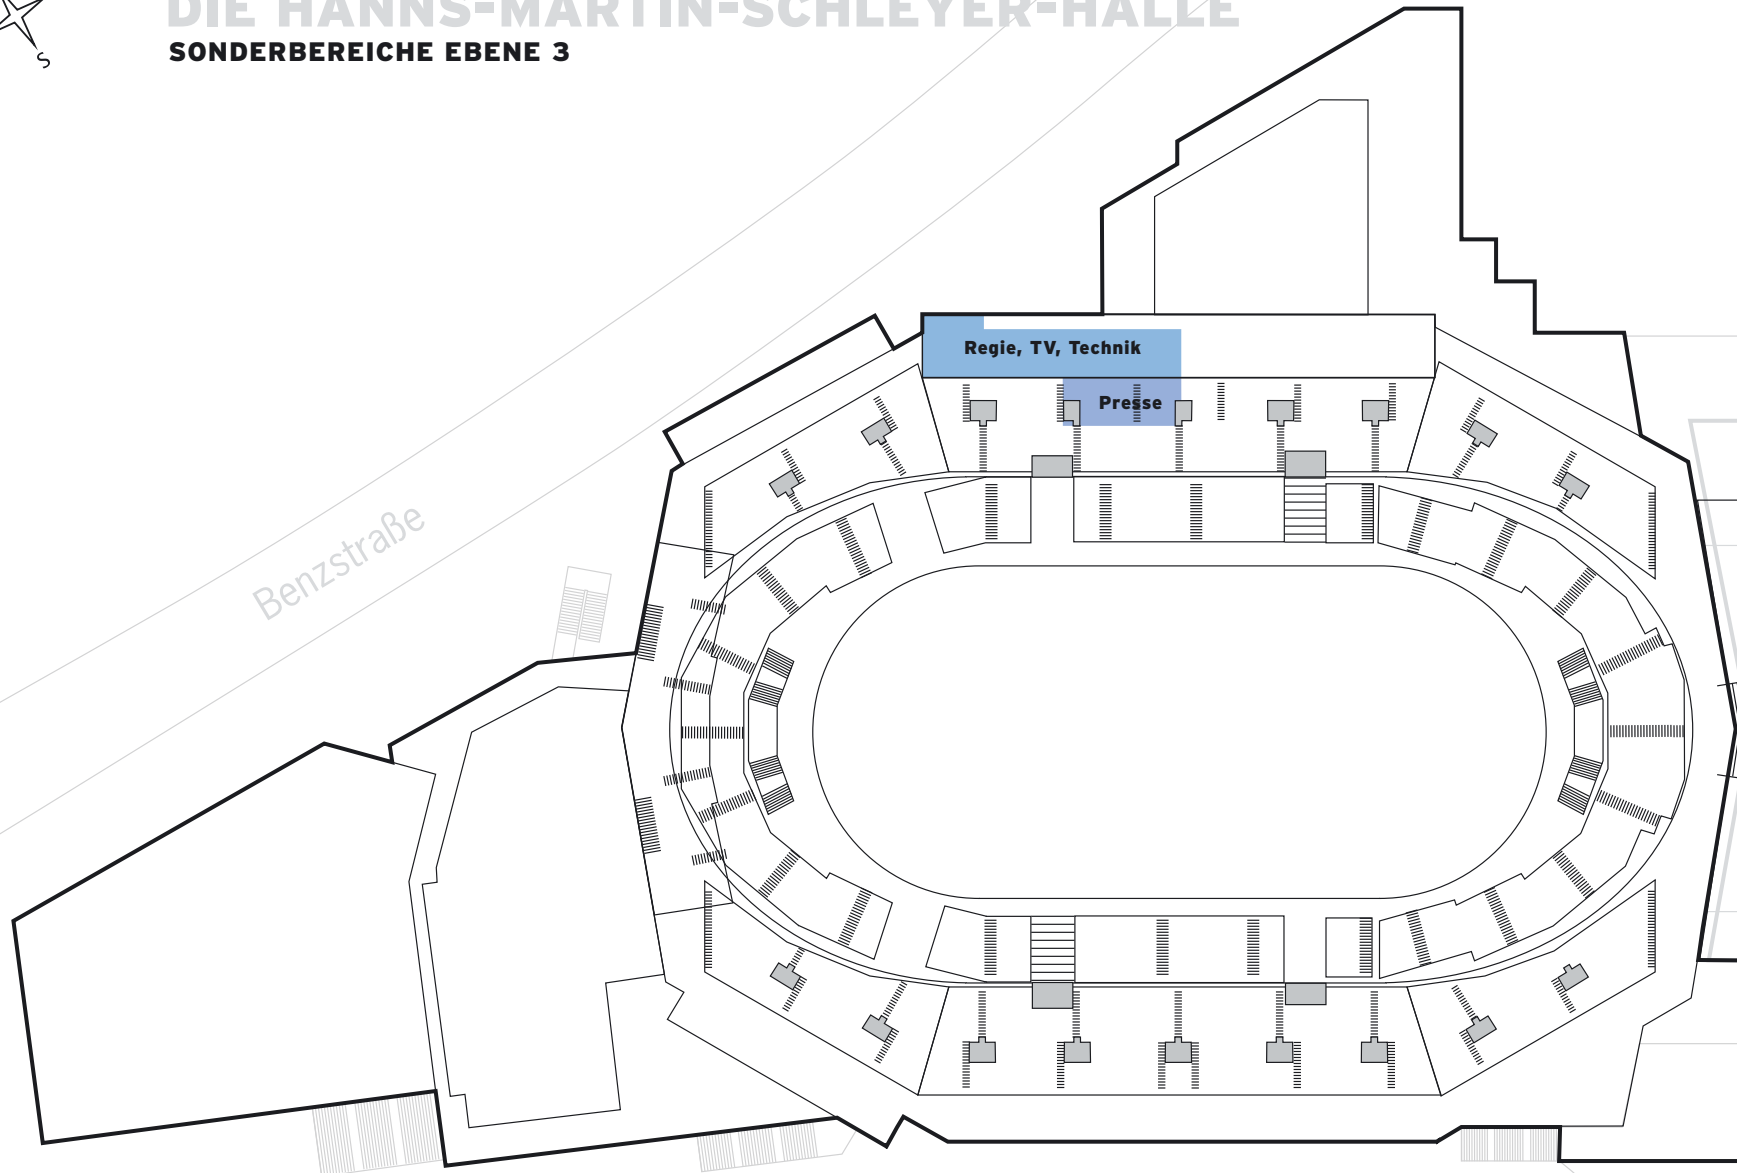 DIE HANNS-MARTIN-SCHLEYER-HALLE
SONDERBEREICHE EBENE 3
S
Regie, TV, Technik
Presse
Benzstraße